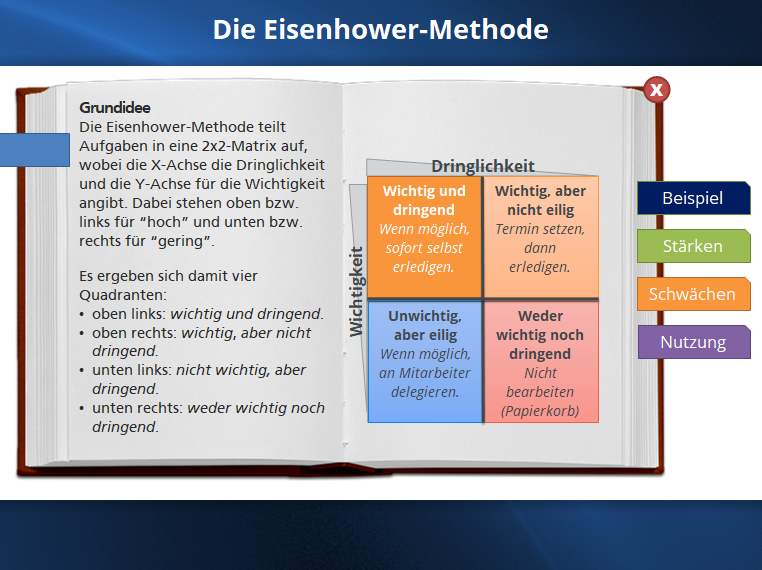 Die Eisenhower-Methode
Grundidee
Die Eisenhower-Methode teilt
Aufgaben in eine 2x2-Matrix auf,
wobei die X-Achse die Dringlichkeit
und die Y-Achse für die Wichtigkeit
angibt. Dabei stehen oben bzw.
links für “hoch” und unten bzw.
rechts für “gering”.
Es ergeben sich damit vier
Quadranten:
• oben links: wichtig und dringend.
• oben rechts: wichtig, aber nicht
dringend.
• unten links: nicht wichtig, aber
dringend.
• unten rechts: weder wichtig noch
dringend.
Dringlichkeit
Wichtigkeit
Wichtig und
dringend
Wenn möglich,
sofort selbst
erledigen.
Wichtig, aber
nicht eilig
Termin setzen,
dann
erledigen.
Unwichtig,
aber eilig
Wenn möglich,
an Mitarbeiter
delegieren.
Weder
wichtig noch
dringend
Nicht
bearbeiten
(Papierkorb)
X
Beispiel
Stärken
Schwächen
Nutzung